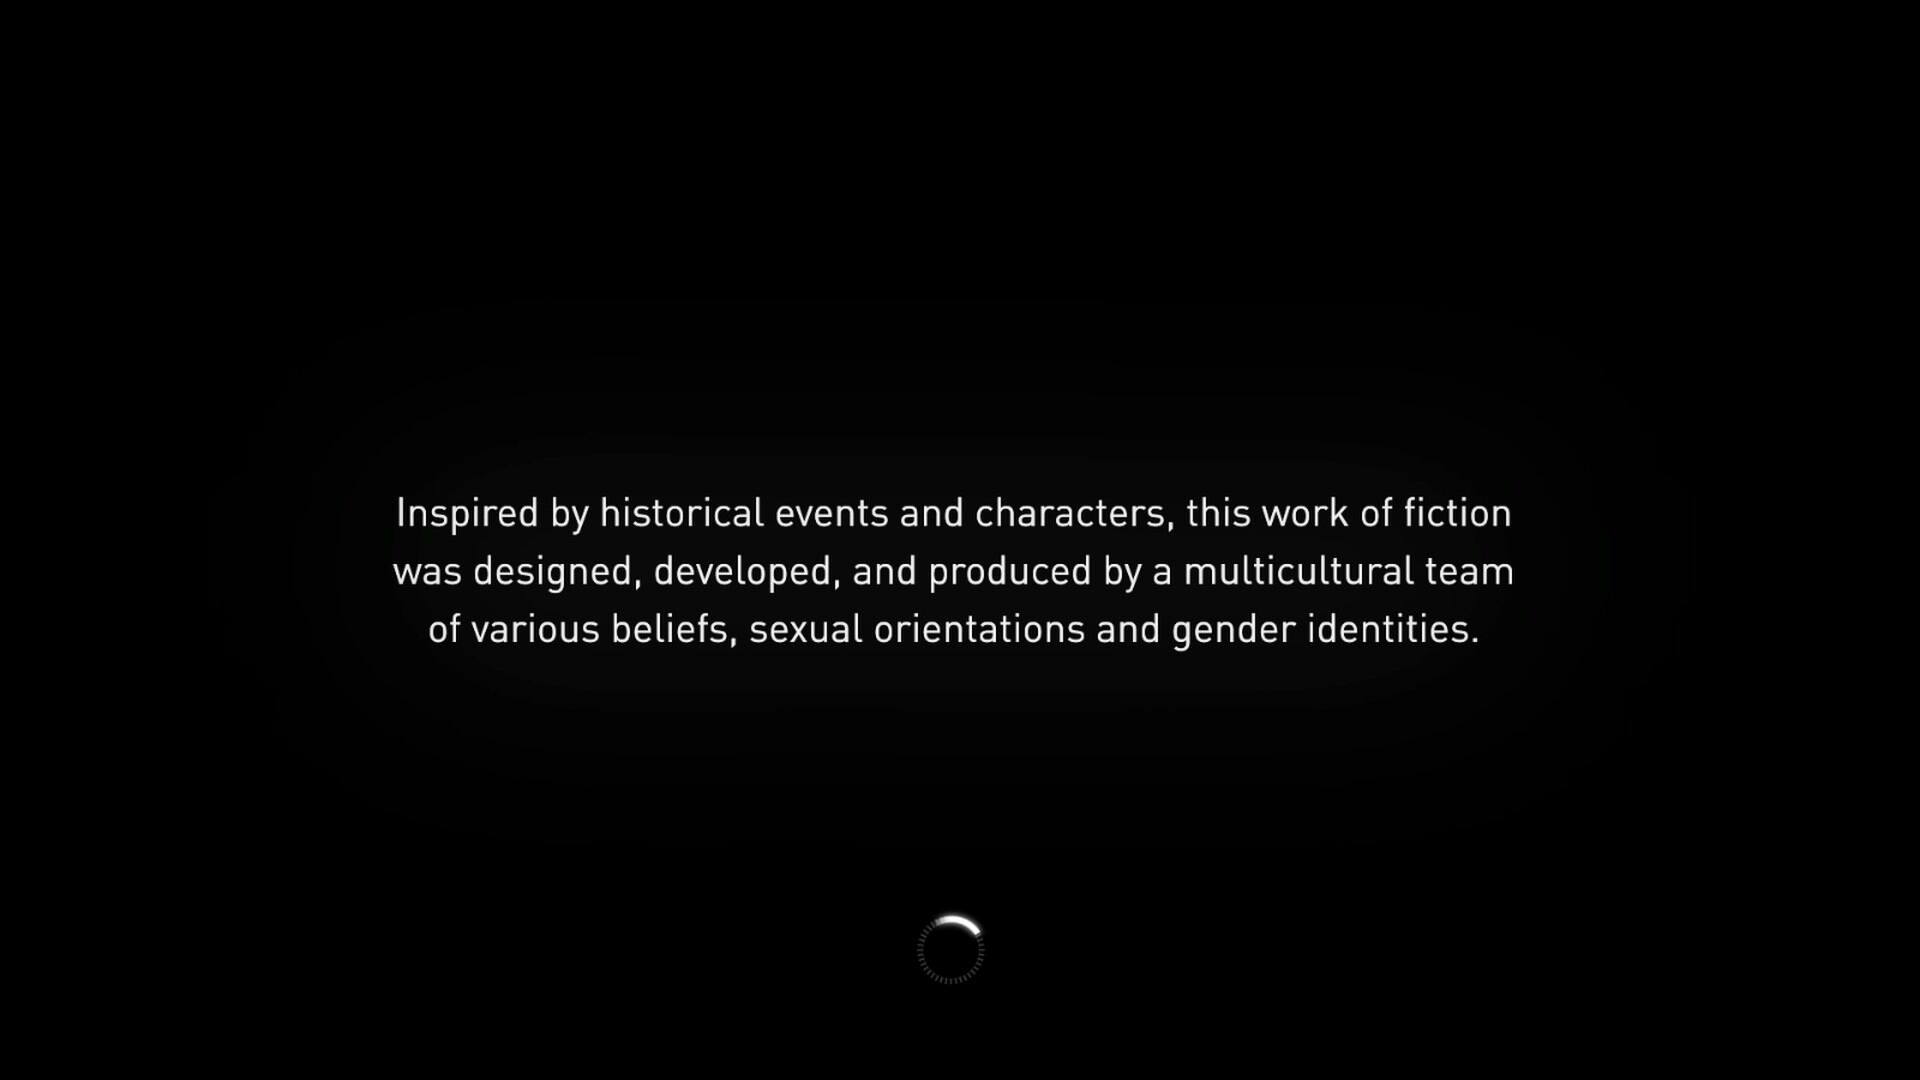 Inspired by historical events and characters, this work of fiction
was designed, developed, and produced by a multicultural team
of various beliefs, sexual orientations and gender identities.